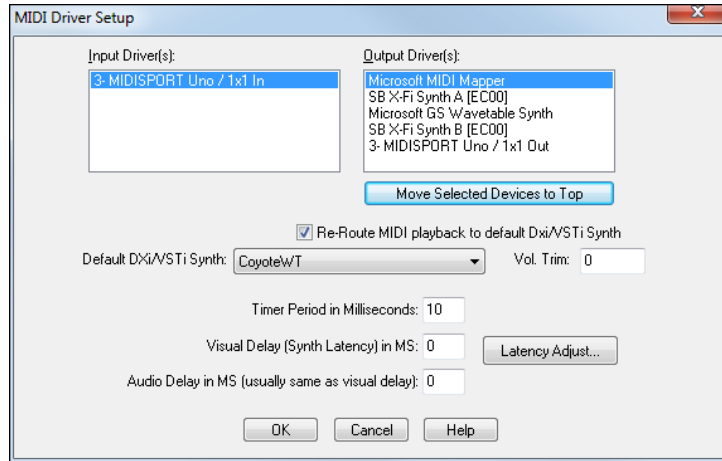 MIDI Driver Setup
Input Driver(s):
Output Driver(s):
3- MIDISPORT Uno / 1x1 In
Microsoft MIDI Mapper
SB X-Fi Synth A [EC00]
Microsoft GS Wavetable Synth
SB X-Fi Synth B [EC00]
3- MIDISPORT Uno / 1x1 Out
Move Selected Devices to Top
Re-Route MIDI playback to default Dxi/VSTi Synth
Default DXi/VSTi Synth: CoyoteWT Vol. Trim: 0
Timer Period in Milliseconds: 10
Visual Delay (Synth Latency) in MS: 0 Latency Adjust...
Audio Delay in MS (usually same as visual delay): 0
OK Cancel Help